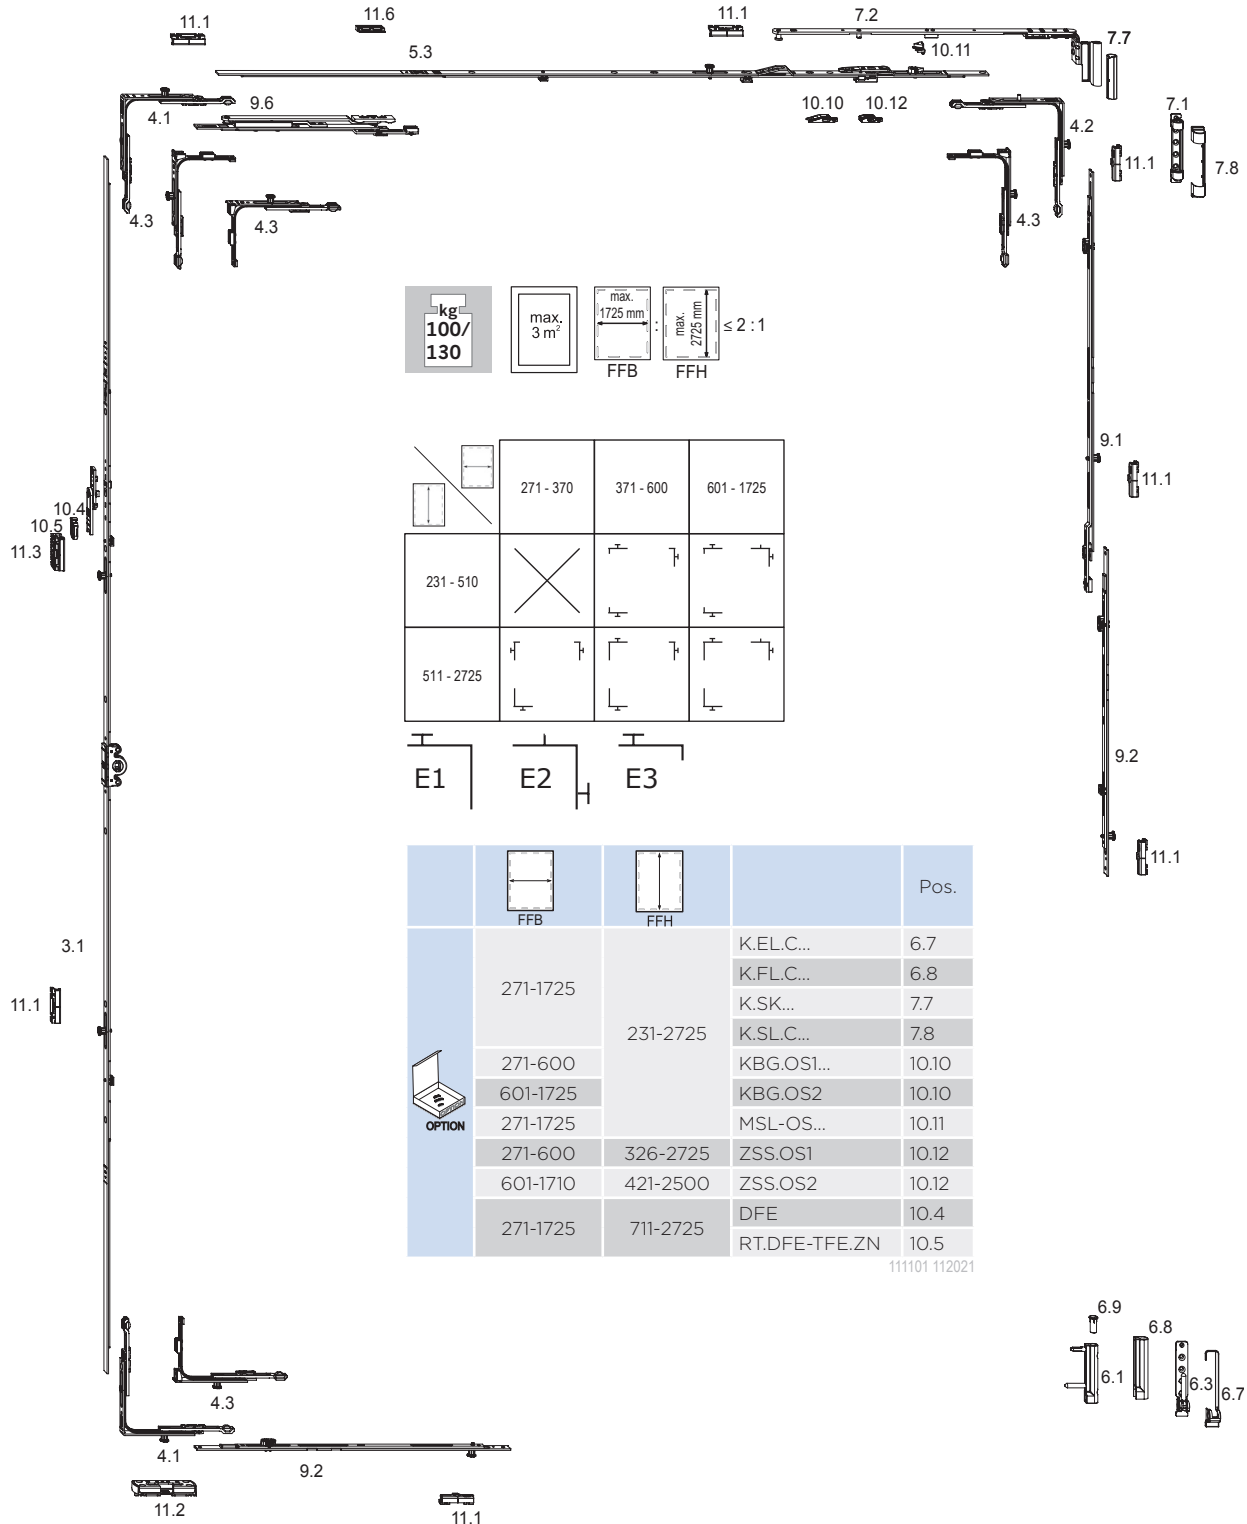 11.1
11.6
11.1
7.2
5.3
10.11
7.7
4.1
9.6
10.10
10.12
7.1
4.2
11.1
7.8
4.3
4.3
4.3
kg
100/
130
max.
3 m²
max.
1725 mm
:
max.
2725 mm
≤ 2 : 1
FFB
FFH
9.1
11.1
271 - 370
371 - 600
601 - 1725
10.4
10.5
11.3
231 - 510
511 - 2725
9.2
E1
E2
E3
11.1
FFB
FFH
Pos.
3.1
11.1
OPTION
271-1725
231-2725
K.EL.C...
6.7
K.FL.C...
6.8
K.SK...
7.7
K.SL.C...
7.8
271-600
KBG.OS1...
10.10
601-1725
KBG.OS2
10.10
271-1725
MSL-OS...
10.11
271-600
326-2725
ZSS.OS1
10.12
601-1710
421-2500
ZSS.OS2
10.12
271-1725
711-2725
DFE
10.4
RT.DFE-TFE.ZN
10.5
111101 112021
6.9
6.8
6.1
6.3
6.7
4.3
4.1
9.2
11.2
11.1